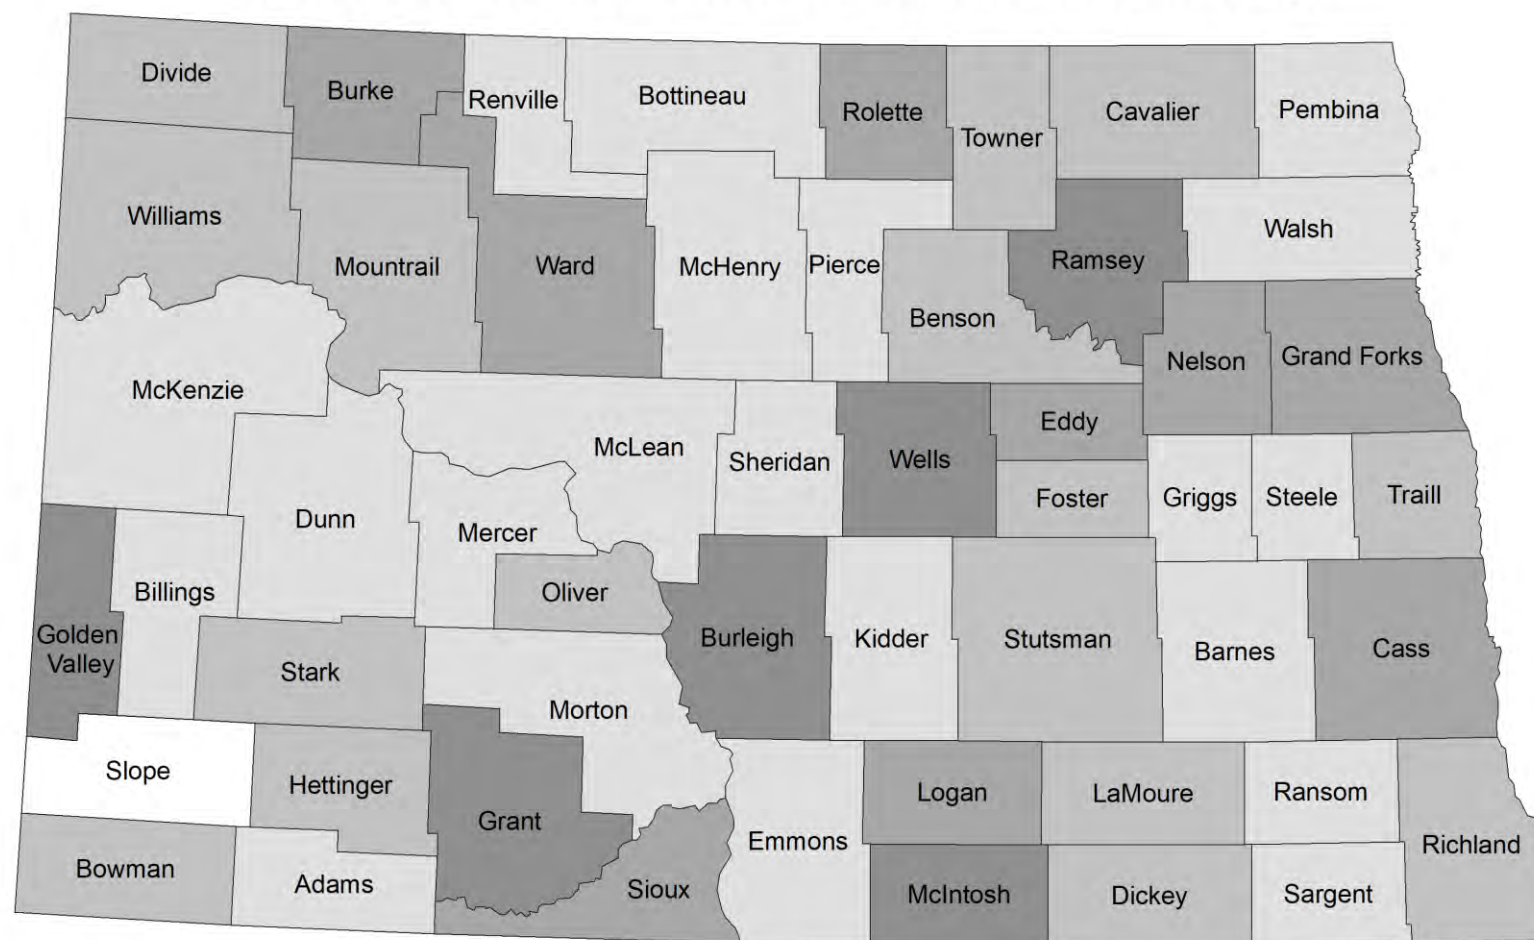 Divide
Burke
Renville
Bottineau
Rolette
Towner
Cavalier
Pembina
Williams
Mountrail
Ward
McHenry
Pierce
Benson
Ramsey
Walsh
McKenzie
Nelson
Grand Forks
Dunn
McLean
Sheridan
Wells
Eddy
Foster
Griggs
Steele
Traill
Mercer
Oliver
Golden
Valley
Billings
Stark
Burleigh
Kidder
Stutsman
Barnes
Cass
Morton
Slope
Hettinger
Grant
Logan
LaMoure
Ransom
Bowman
Adams
Sioux
Emmons
McIntosh
Dickey
Sargent
Richland